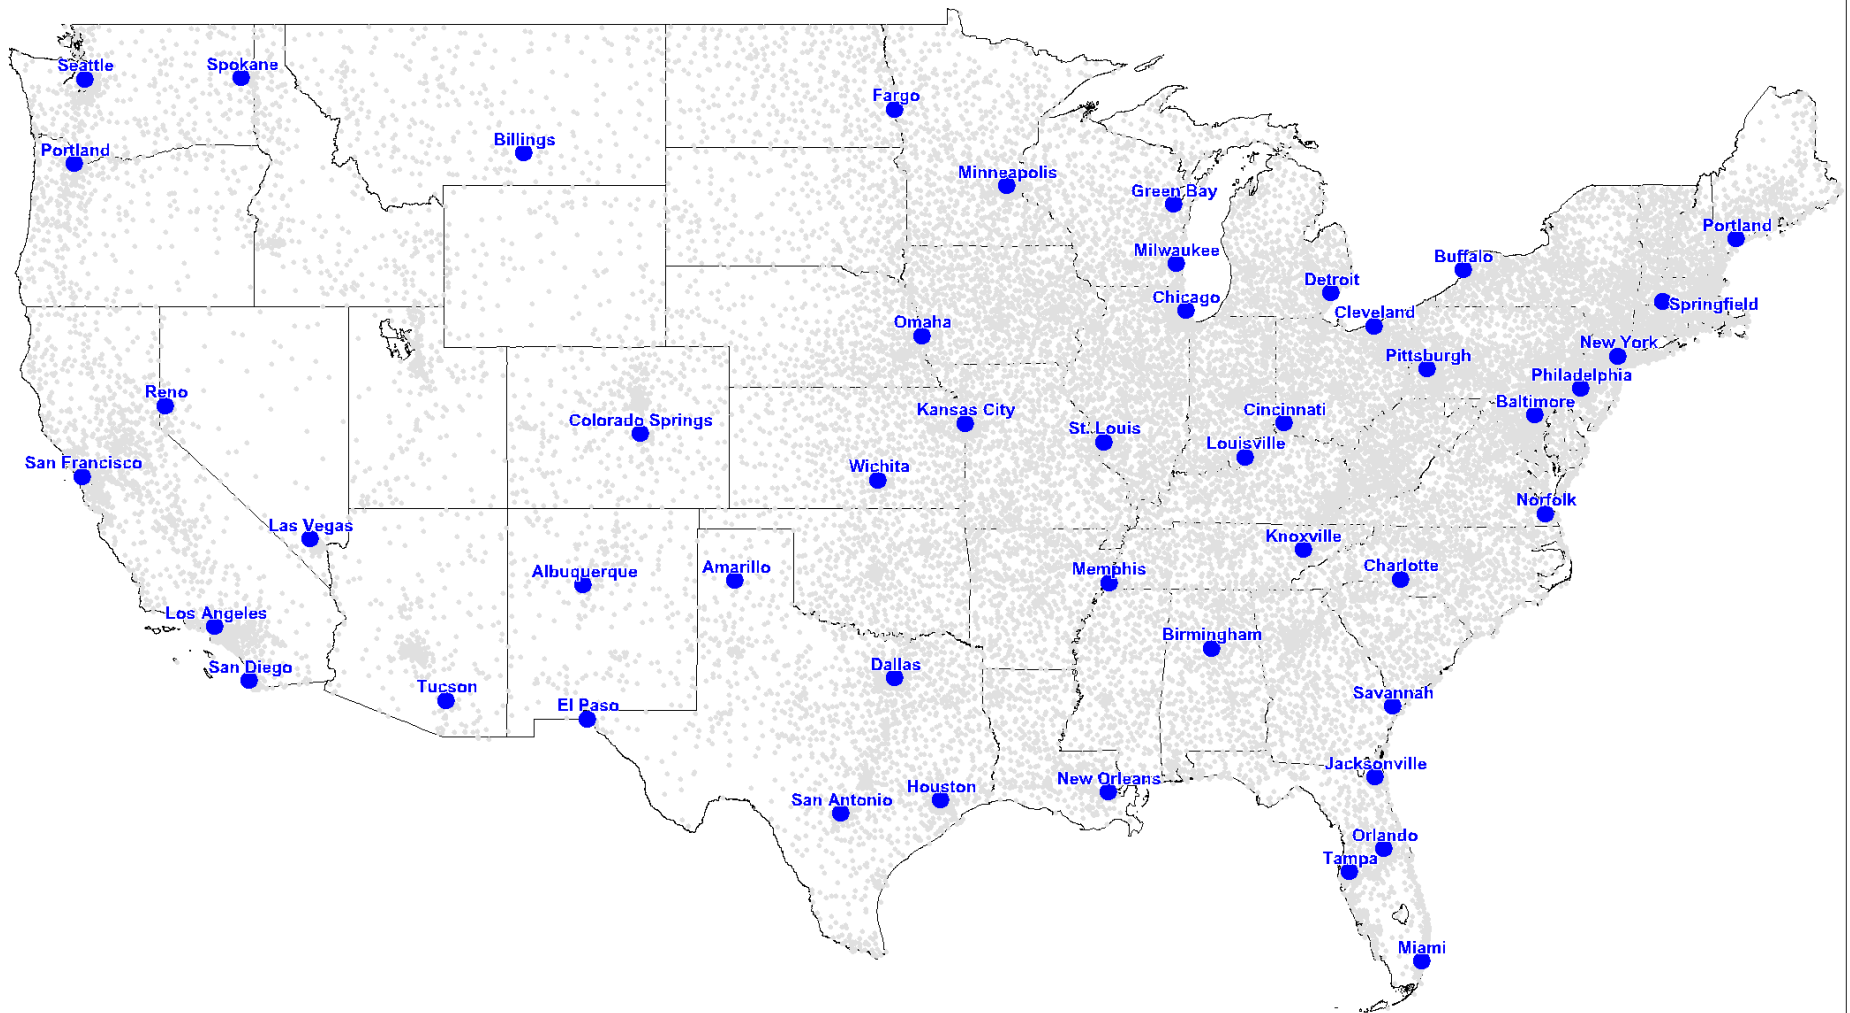 Seattle
Spokane
Fargo
Billings
Portland
Minneapolis
Green Bay
Portland
Milwaukee
Buffalo
Detroit
Chicago
Springfield
Cleveland
Omaha
New York
Pittsburgh
Philadelphia
Reno
Baltimore
Kansas City
Cincinnati
Colorado Springs
St. Louis
Louisville
San Francisco
Wichita
Norfolk
Las Vegas
Knoxville
Charlotte
Amarillo
Memphis
Albuquerque
Los Angeles
Birmingham
Dallas
San Diego
Tucson
Savannah
El Paso
Jacksonville
New Orleans
Houston
San Antonio
Orlando
Tampa
Miami